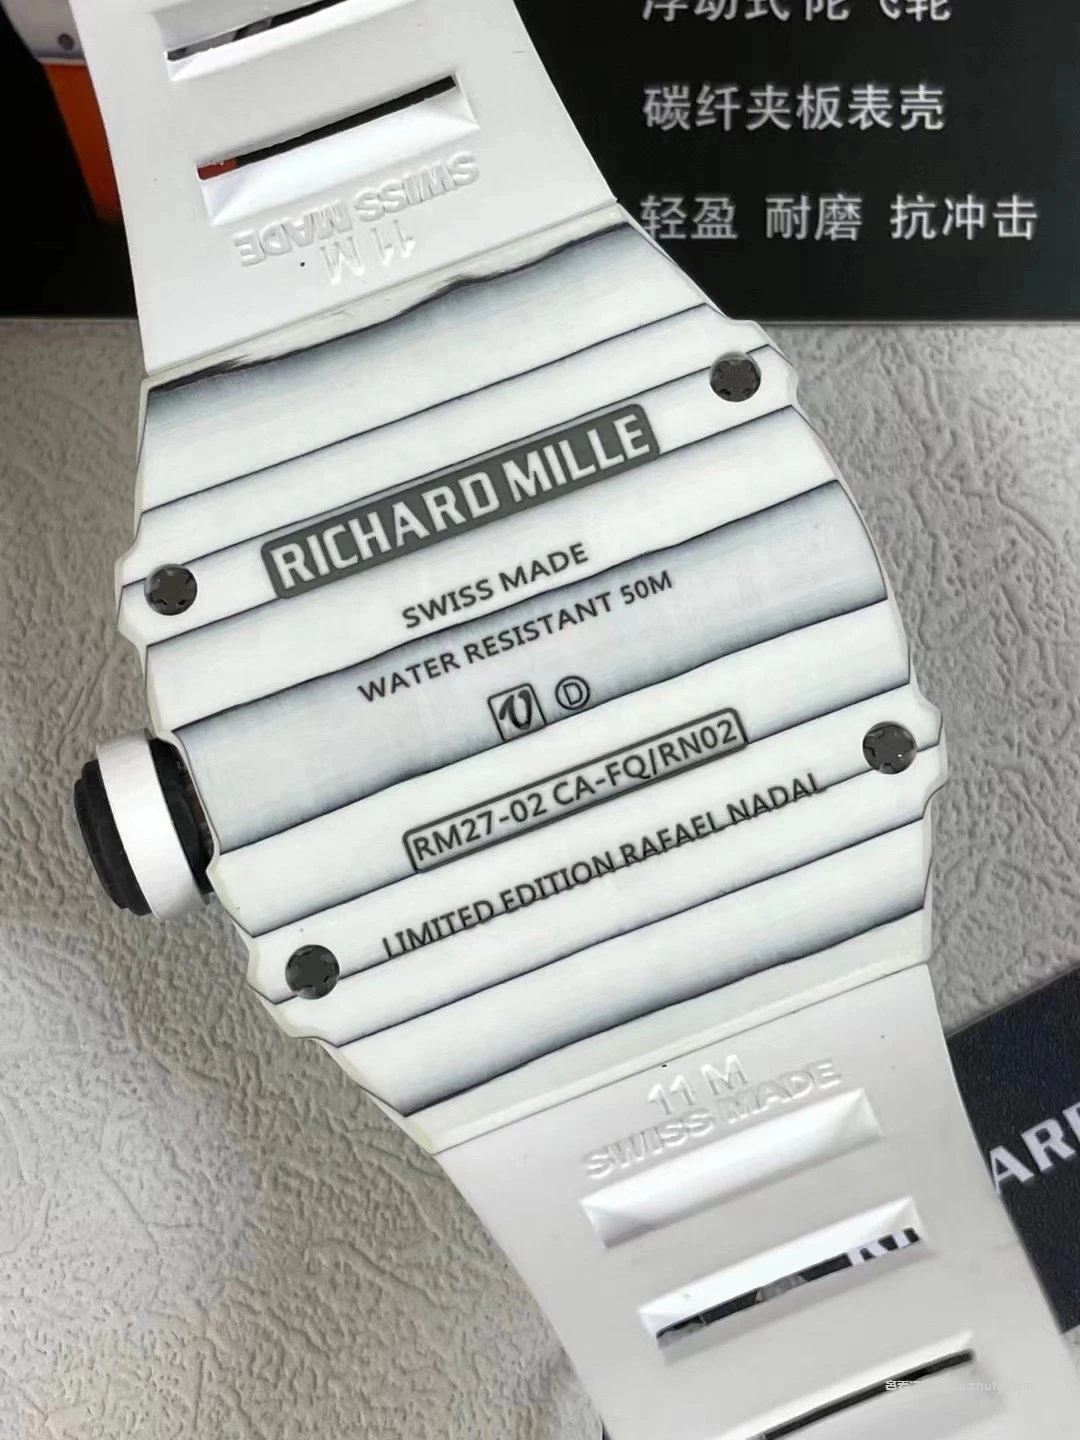 浮动式陀飞轮
碳纤夹板表壳
轻盈 耐磨 抗冲击
SWISS MADE
11 M
RICHARD MILLE
SWISS MADE
WATER RESISTANT 50M
D
RM27-02 CA-FQ/RN02
LIMITED EDITION RAFAEL NADAL
11 M
SWISS MADE